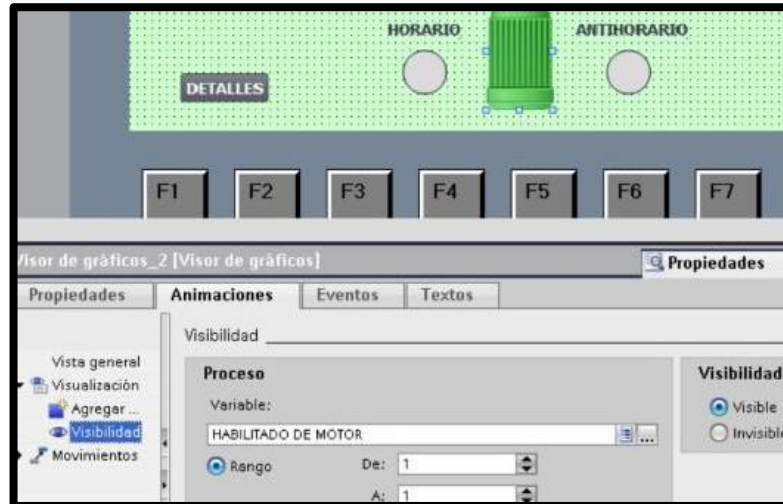 HORARIO
ANTIHORARIO
DETALLES
F1 F2 F3 F4 F5 F6 F7
Visor de gràficos_2 [Visor de gràficos]
Propiedades
Propiedades Animaciones Eventos Textos
Visibilidad
Vista general
Visualización
Agregar ...
Visibilidad
Movimientos
Proceso
Variable:
HABILITADO DE MOTOR
...
Rango De: 1
A: 1
Visibilidad
Visible
Invisible